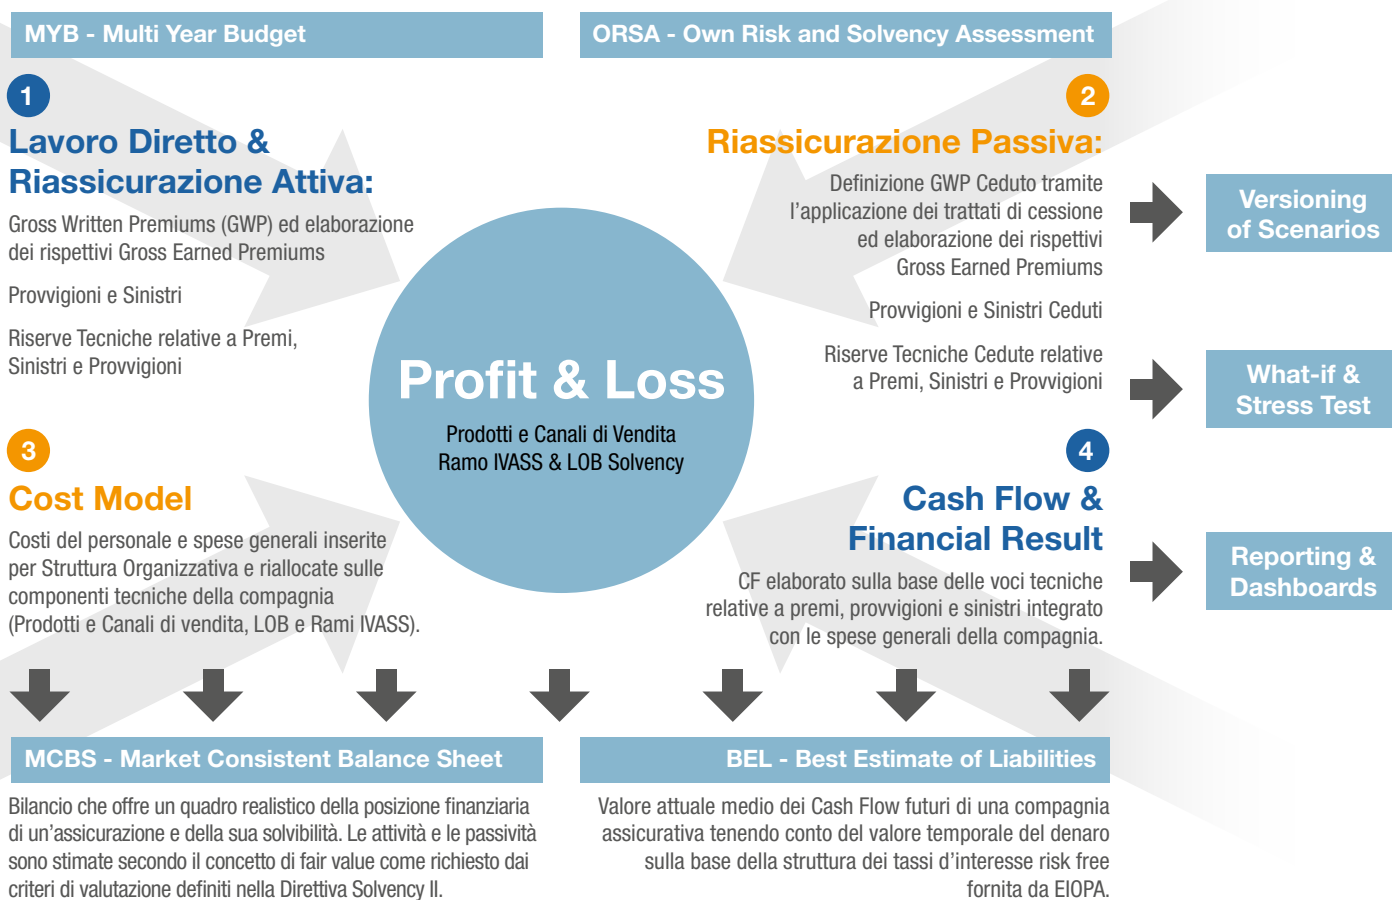 MYB - Multi Year Budget
ORSA - Own Risk and Solvency Assessment
1
Lavoro Diretto &
Riassicurazione Attiva:
Gross Written Premiums (GWP) ed elaborazione
dei rispettivi Gross Earned Premiums
Provvigioni e Sinistri
Riserve Tecniche relative a Premi,
Sinistri e Provvigioni
2
Riassicurazione Passiva:
Definizione GWP Ceduto tramite
l’applicazione dei trattati di cessione
ed elaborazione dei rispettivi
Gross Earned Premiums
Provvigioni e Sinistri Ceduti
Riserve Tecniche Cedute relative
a Premi, Sinistri e Provvigioni
Profit & Loss
Prodotti e Canali di Vendita
Ramo IVASS & LOB Solvency
3
Cost Model
Costi del personale e spese generali inserite
per Struttura Organizzativa e riallocate sulle
componenti tecniche della compagnia
(Prodotti e Canali di vendita, LOB e Rami IVASS).
4
Cash Flow &
Financial Result
CF elaborato sulla base delle voci tecniche
relative a premi, provvigioni e sinistri integrato
con le spese generali della compagnia.
Versioning
of Scenarios
What-if &
Stress Test
Reporting &
Dashboards
MCBS - Market Consistent Balance Sheet
Bilancio che offre un quadro realistico della posizione finanziaria
di un’assicurazione e della sua solvibilità. Le attività e le passività
sono stimate secondo il concetto di fair value come richiesto dai
criteri di valutazione definiti nella Direttiva Solvency II.
BEL - Best Estimate of Liabilities
Valore attuale medio dei Cash Flow futuri di una compagnia
assicurativa tenendo conto del valore temporale del denaro
sulla base della struttura dei tassi d’interesse risk free
fornita da EIOPA.